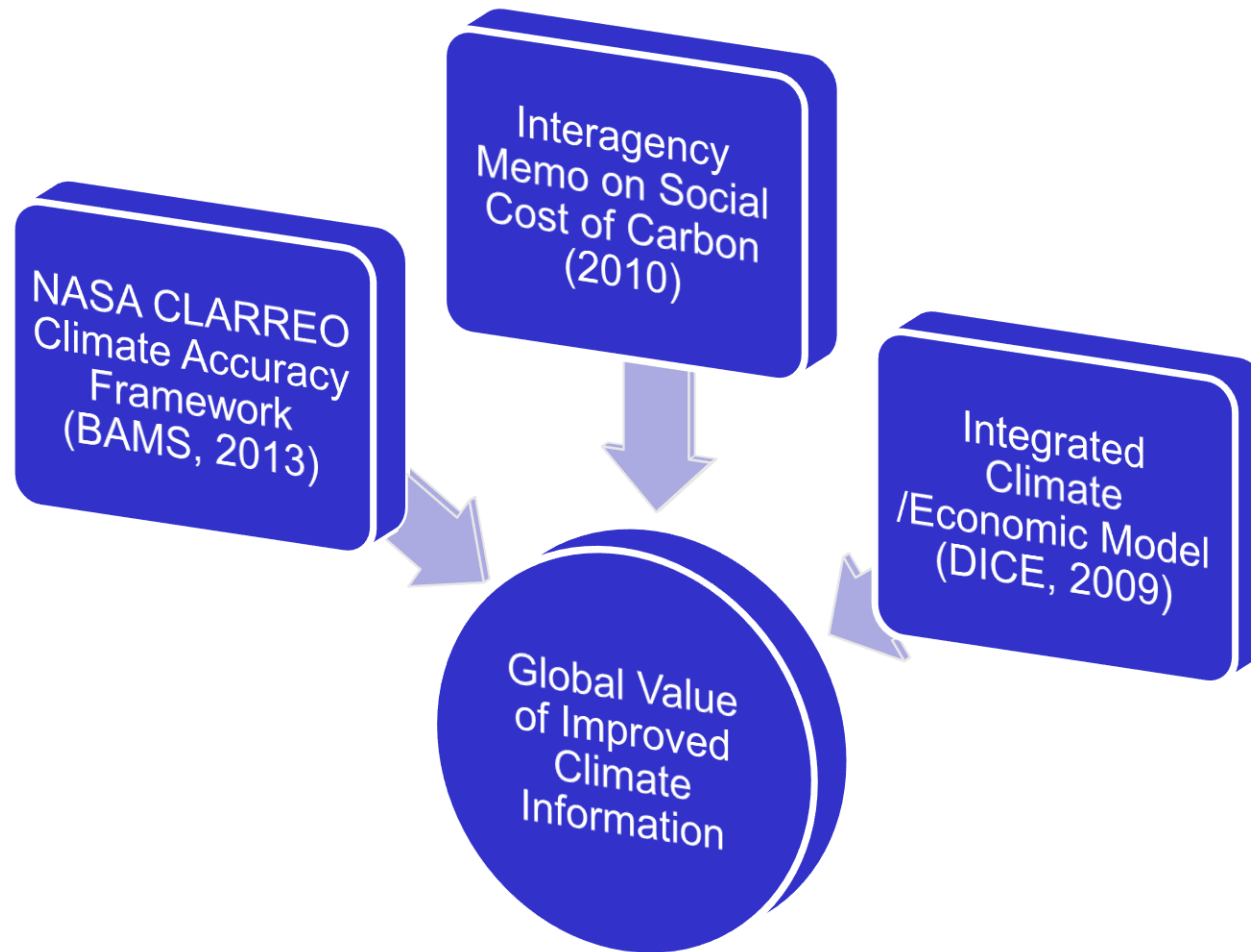 Interagency
Memo on Social
Cost of Carbon
(2010)
NASA CLARREO
Climate Accuracy
Framework
(BAMS, 2013)
Integrated
Climate
/Economic Model
(DICE, 2009)
Global Value
of Improved
Climate
Information